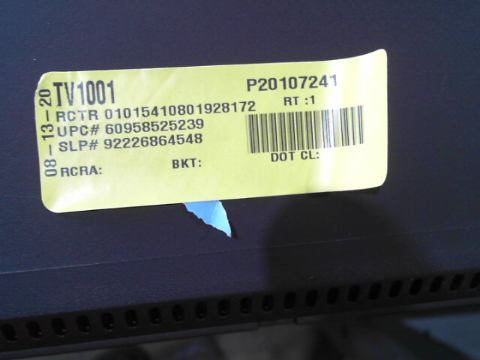 08-13-20
TV1001
P20107241
RCTR 01015410801928172
RT :1
UPC# 60958525239
SLP# 92226864548
RCRA:
BKT:
DOT CL: